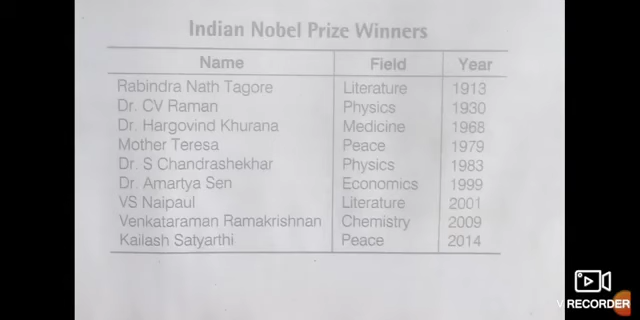 Indian Nobel Prize Winners
Name Field Year
Rabindra Nath Tagore Literature 1913
Dr. CV Raman Physics 1930
Dr. Hargovind Khurana Medicine 1968
Mother Teresa Peace 1979
Dr. S Chandrashekhar Physics 1983
Dr. Amartya Sen Economics 1999
VS Naipaul Literature 2001
Venkataraman Ramakrishnan Chemistry 2009
Kailash Satyarthi Peace 2014
V RECORDER